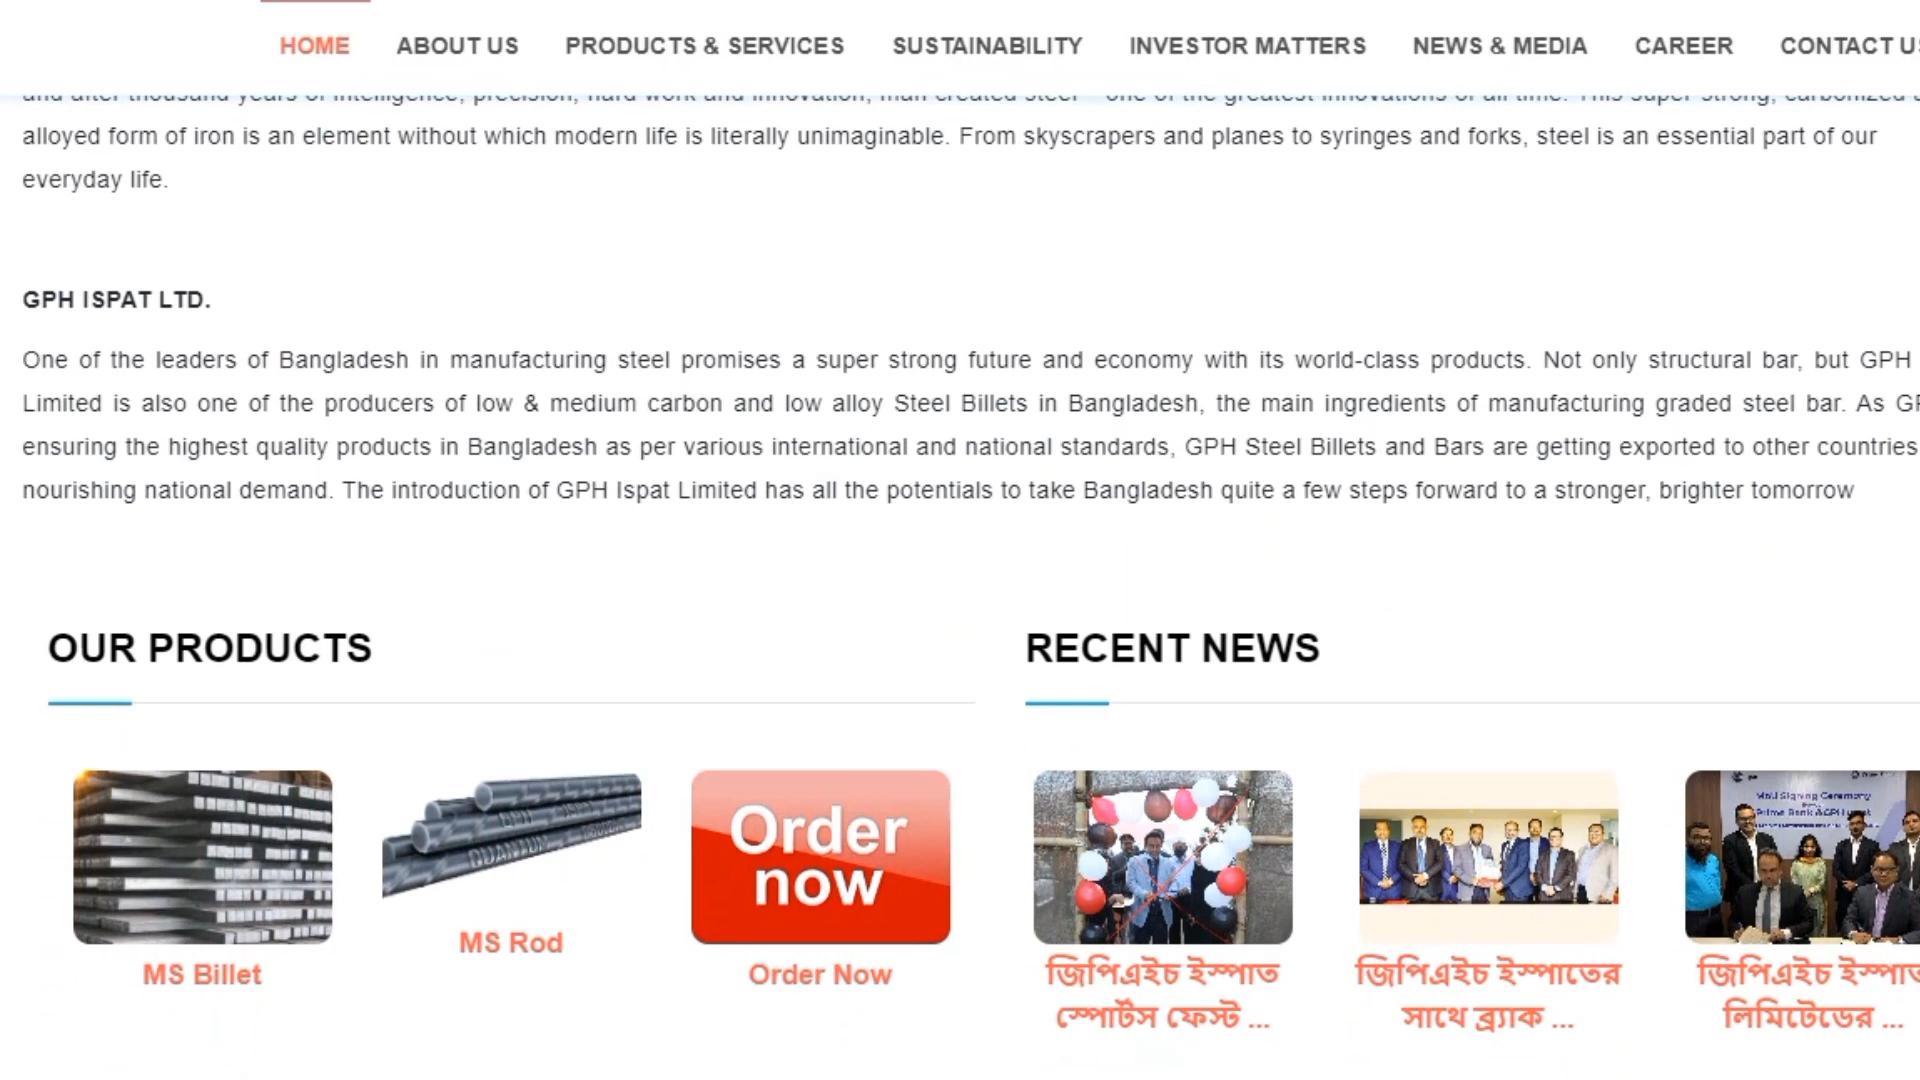 HOME ABOUT US PRODUCTS & SERVICES SUSTAINABILITY INVESTOR MATTERS NEWS & MEDIA CAREER CONTACT US
and after thousand years of intelligence, precision, hard work and innovation, man created steel – one of the greatest innovations of all time. This super strong, carbonized
alloyed form of iron is an element without which modern life is literally unimaginable. From skyscrapers and planes to syringes and forks, steel is an essential part of our
everyday life.
GPH ISPAT LTD.
One of the leaders of Bangladesh in manufacturing steel promises a super strong future and economy with its world-class products. Not only structural bar, but GPH
Limited is also one of the producers of low & medium carbon and low alloy Steel Billets in Bangladesh, the main ingredients of manufacturing graded steel bar. As
ensuring the highest quality products in Bangladesh as per various international and national standards, GPH Steel Billets and Bars are getting exported to other countries
nourishing national demand. The introduction of GPH Ispat Limited has all the potentials to take Bangladesh quite a few steps forward to a stronger, brighter tomorrow
OUR PRODUCTS
RECENT NEWS
QUANTUM
Order
now
MoU Signing Ceremony
Prime Bank & GPH Ispat
MS Billet
MS Rod
Order Now
জিপিএইচ ইস্পাত
স্পোর্টস ফেস্ট ...
জিপিএইচ ইস্পাতের
সাথে ব্র্যাক ...
জিপিএইচ ইস্পাত
লিমিটেডের ...